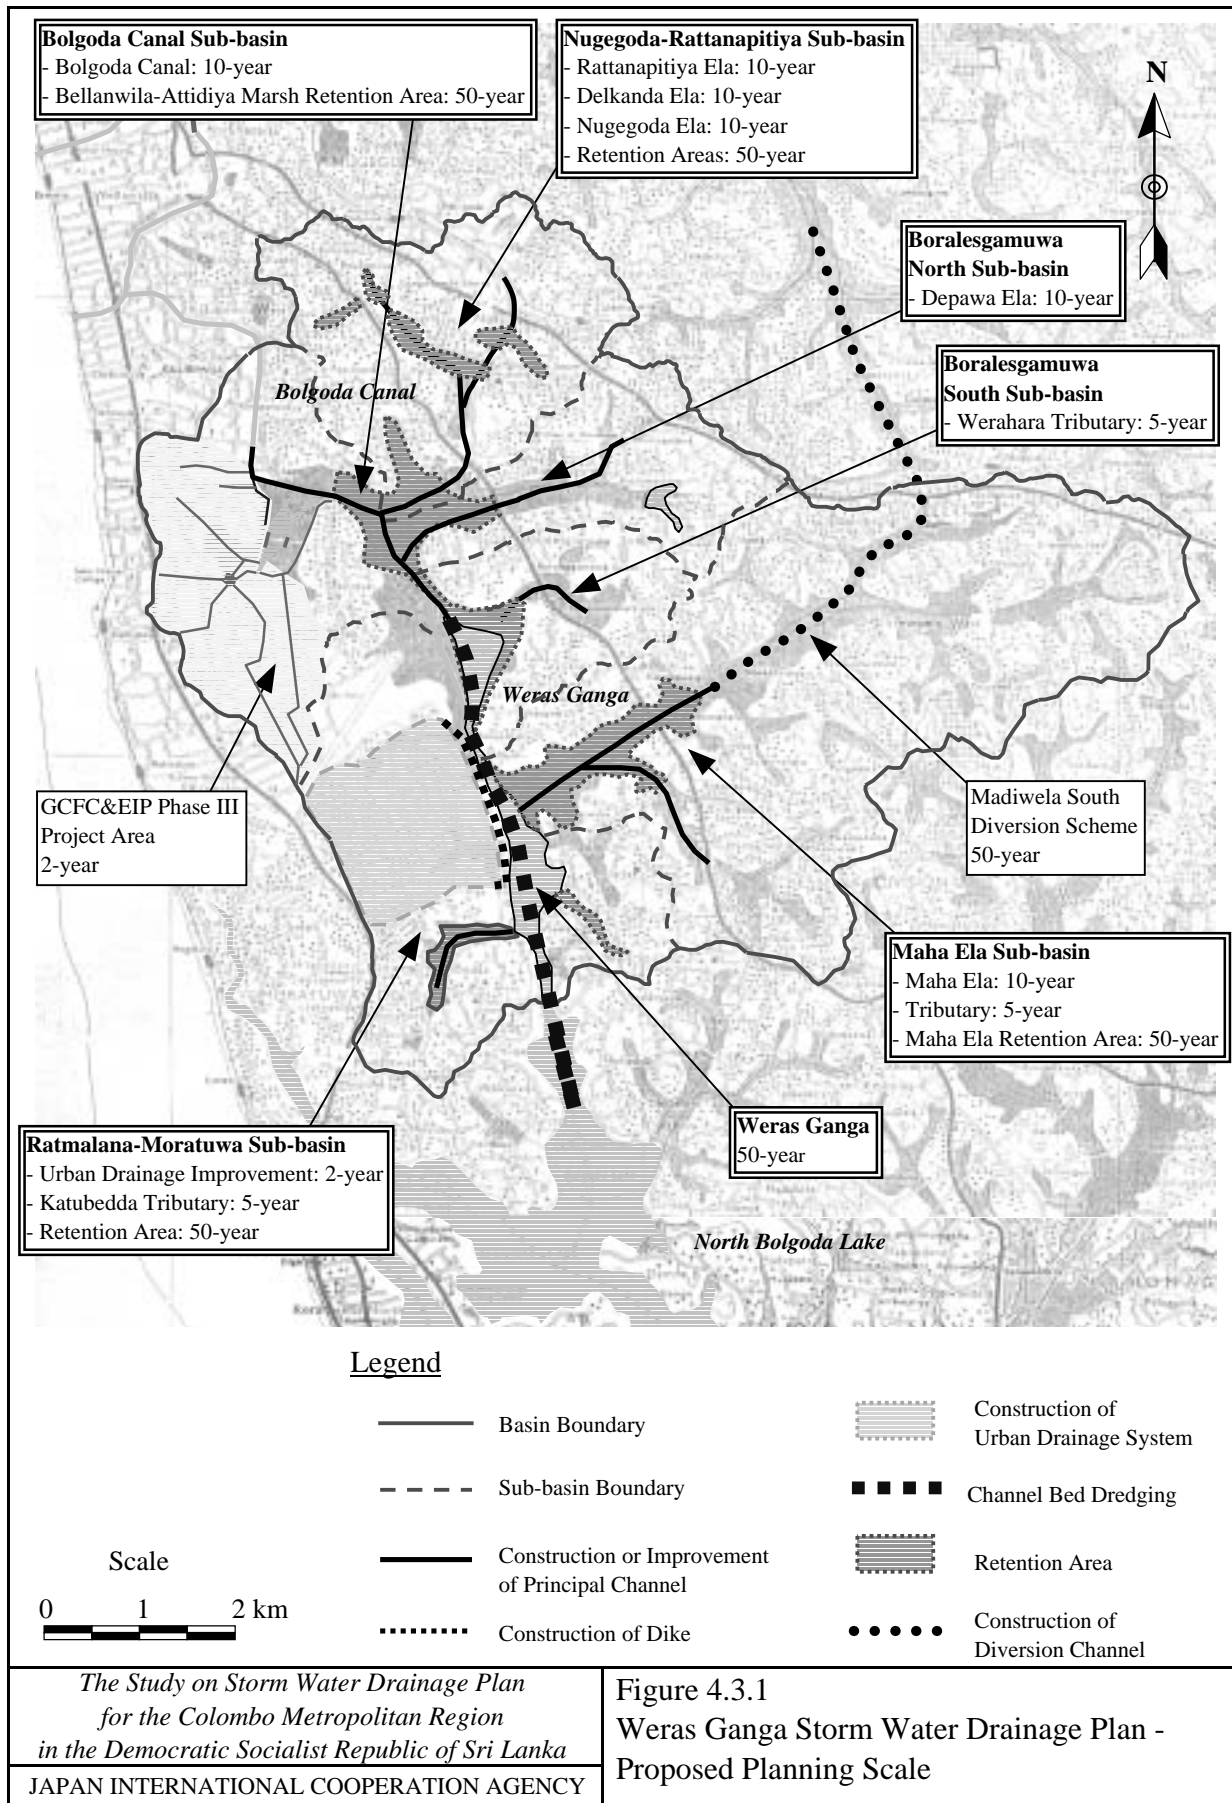 Bolgoda Canal Sub-basin
- Bolgoda Canal: 10-year
- Bellanwila-Attidiya Marsh Retention Area: 50-year
Nugegoda-Rattanapitiya Sub-basin
- Rattanapitiya Ela: 10-year
- Delkanda Ela: 10-year
- Nugegoda Ela: 10-year
- Retention Areas: 50-year
N
Boralesgamuwa
North Sub-basin
- Depawa Ela: 10-year
Boralesgamuwa
South Sub-basin
- Werahara Tributary: 5-year
Bolgoda Canal
Weras Ganga
GCFC&EIP Phase III
Project Area
2-year
Madiwela South
Diversion Scheme
50-year
Maha Ela Sub-basin
- Maha Ela: 10-year
- Tributary: 5-year
- Maha Ela Retention Area: 50-year
Weras Ganga
50-year
Ratmalana-Moratuwa Sub-basin
- Urban Drainage Improvement: 2-year
- Katubedda Tributary: 5-year
- Retention Area: 50-year
North Bolgoda Lake
Legend
Basin Boundary
Sub-basin Boundary
Construction or Improvement
of Principal Channel
Construction of Dike
Construction of
Urban Drainage System
Channel Bed Dredging
Retention Area
Construction of
Diversion Channel
Scale
0 1 2 km
The Study on Storm Water Drainage Plan
for the Colombo Metropolitan Region
in the Democratic Socialist Republic of Sri Lanka
JAPAN INTERNATIONAL COOPERATION AGENCY
Figure 4.3.1
Weras Ganga Storm Water Drainage Plan -
Proposed Planning Scale